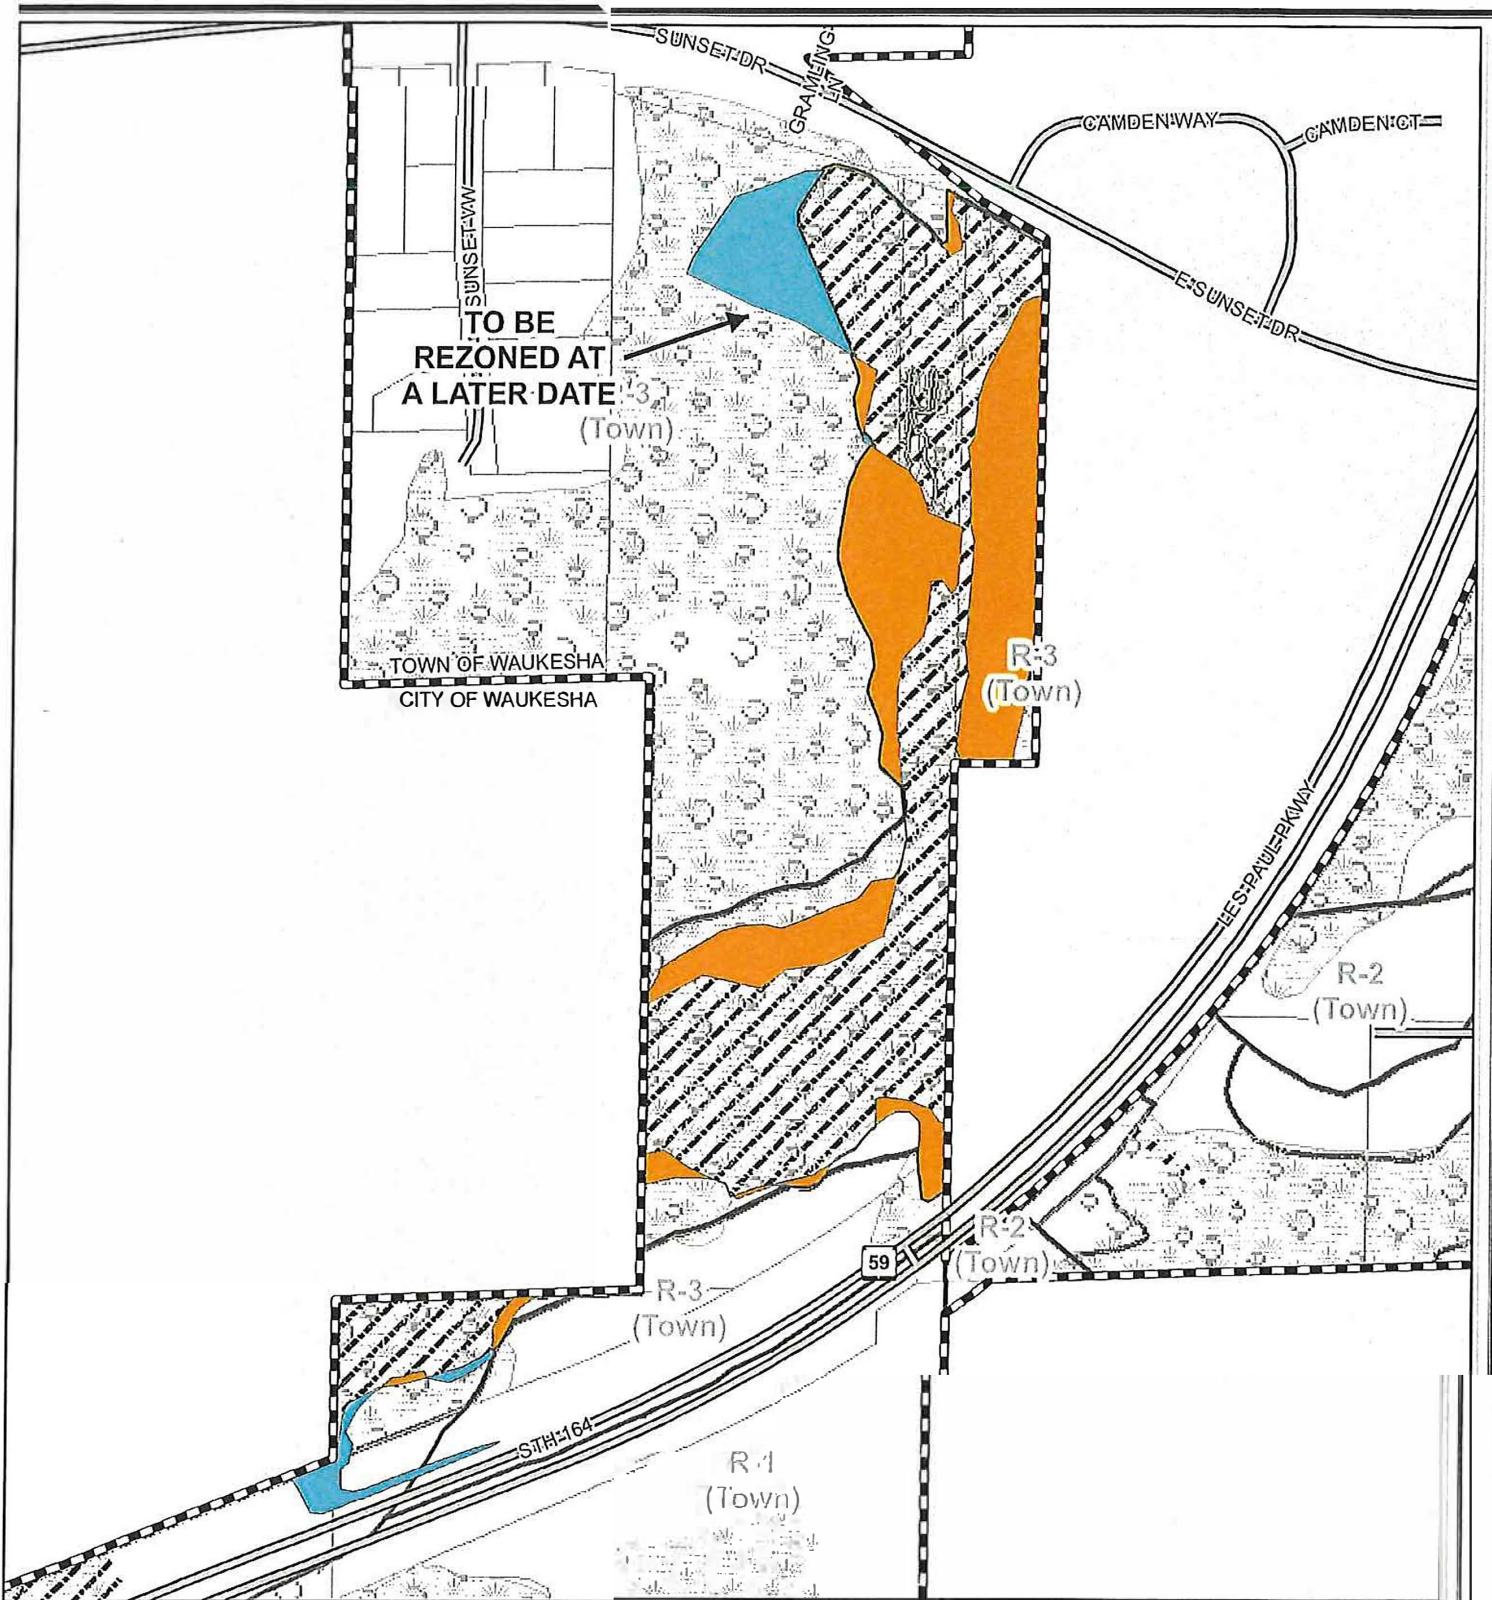 SUNSET DR
GRAMLING
LN
CAMDEN WAY
CAMDEN CT
SUNSET VW
E SUNSET DR
TO BE
REZONED AT
A LATER DATE
-3
(Town)
R-3
(Town)
TOWN OF WAUKESHA
CITY OF WAUKESHA
LES PAUL PKWY
R-2
(Town)
R-2
(Town)
59
R-3
(Town)
STH 164
R-1
(Town)